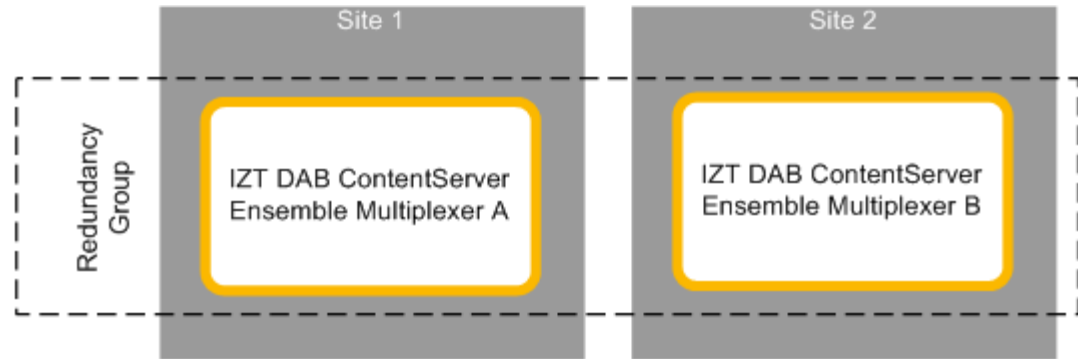 Site 1
Site 2
Redundancy
Group
IZT DAB ContentServer
Ensemble Multiplexer A
IZT DAB ContentServer
Ensemble Multiplexer B